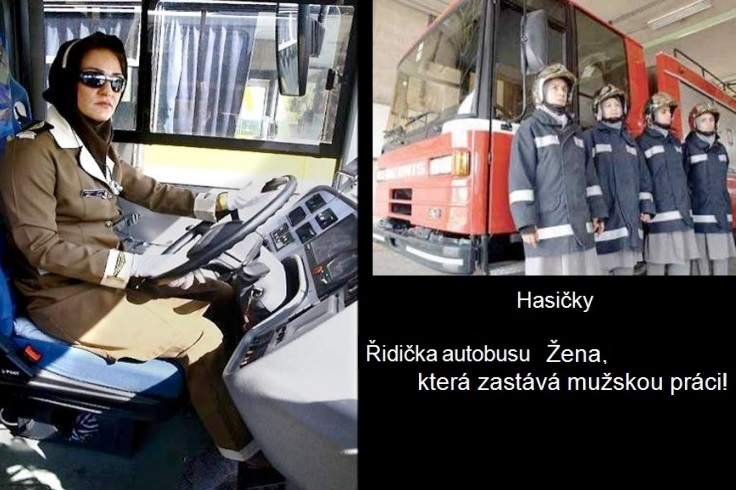 Hasičky
Řidička autobusu Žena,
která zastává mužskou práci!